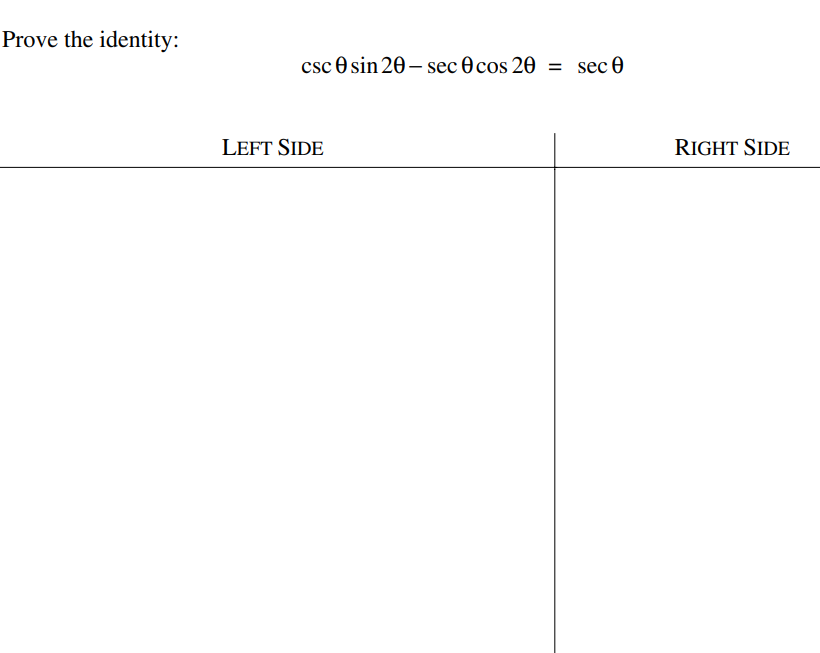 Prove the identity:
csc θ sin 2θ – sec θ cos 2θ = sec θ
LEFT SIDE RIGHT SIDE